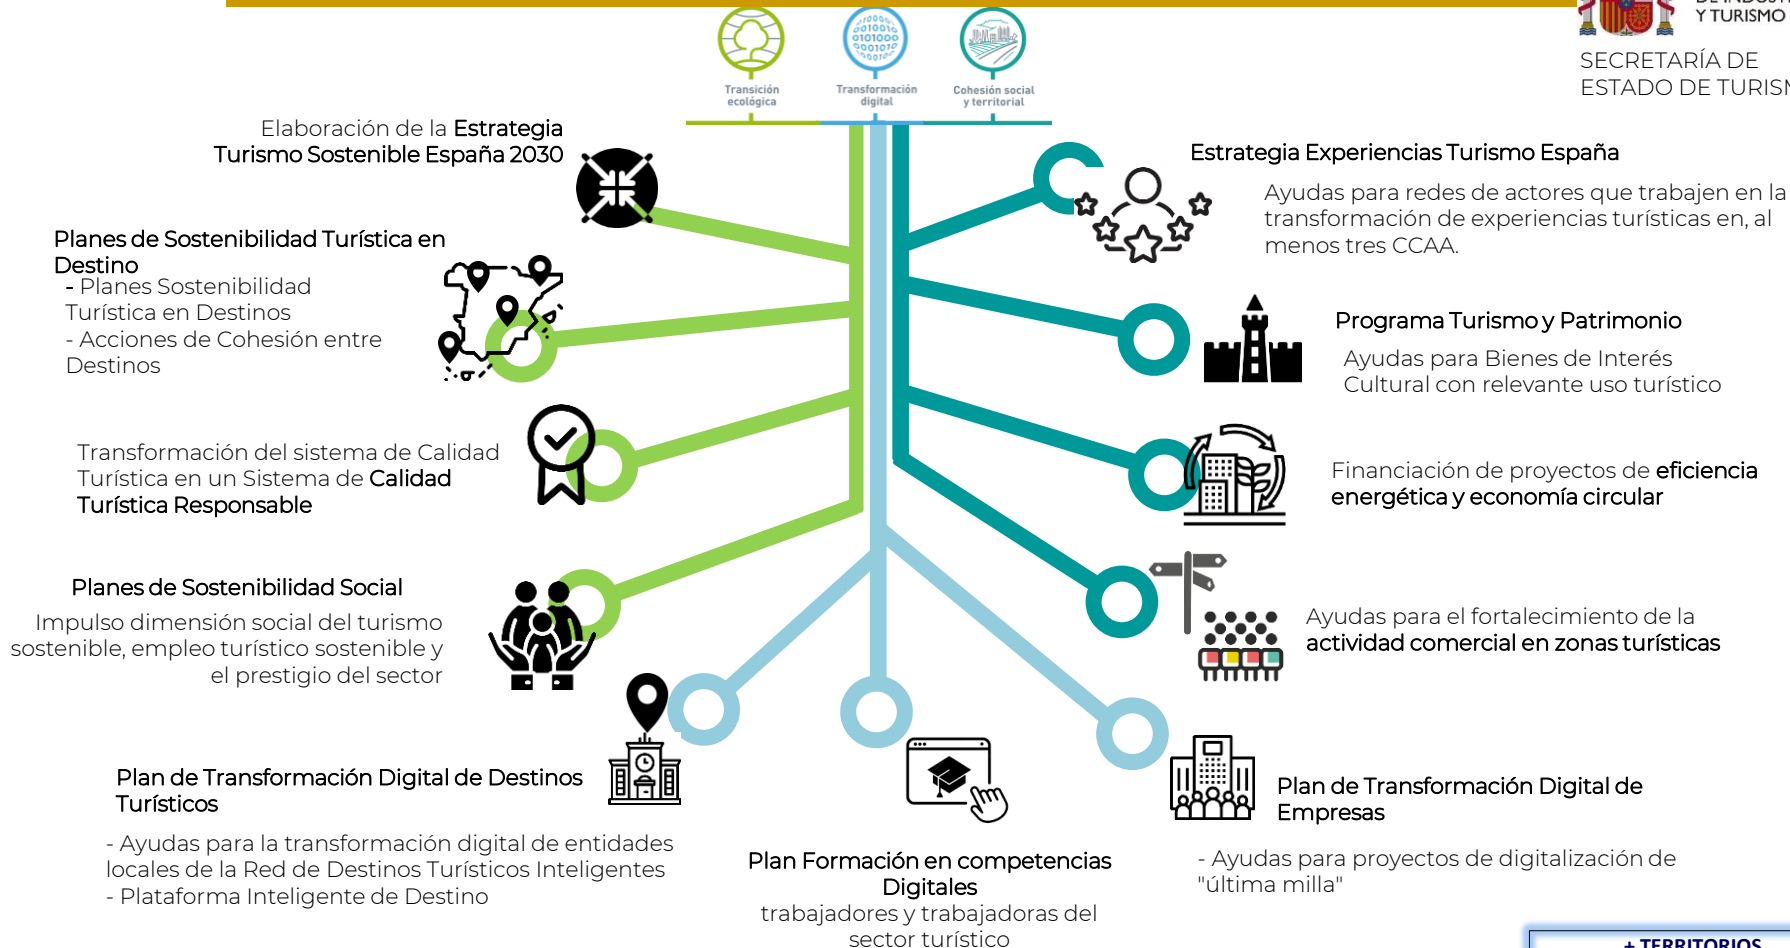 Y TURISMO
SECRETARÍA DE
ESTADO DE
Transición
ecológica
Transformación
digital
Cohesión social
y territorial
Elaboración de la Estrategia
Turismo Sostenible España 2030
Planes de Sostenibilidad Turística en
Destino
- Planes Sostenibilidad
Turística en Destinos
- Acciones de Cohesión entre
Destinos
Transformación del sistema de Calidad
Turística en un Sistema de Calidad
Turística Responsable
Planes de Sostenibilidad Social
Impulso dimensión social del turismo
sostenible, empleo turístico sostenible y
el prestigio del sector
Plan de Transformación Digital de Destinos
Turísticos
- Ayudas para la transformación digital de entidades
locales de la Red de Destinos Turísticos Inteligentes
- Plataforma Inteligente de Destino
Plan Formación en competencias
Digitales
trabajadores y trabajadoras del
sector turístico
Estrategia Experiencias Turismo España
Ayudas para redes de actores que trabajen en la
transformación de experiencias turísticas en, al
menos tres CCAA.
Programa Turismo y Patrimonio
Ayudas para Bienes de Interés
Cultural con relevante uso turístico
Financiación de proyectos de eficiencia
energética y economía circular
Ayudas para el fortalecimiento de la
actividad comercial en zonas turísticas
Plan de Transformación Digital de
Empresas
- Ayudas para proyectos de digitalización de
"última milla"
+ TERRITORIOS